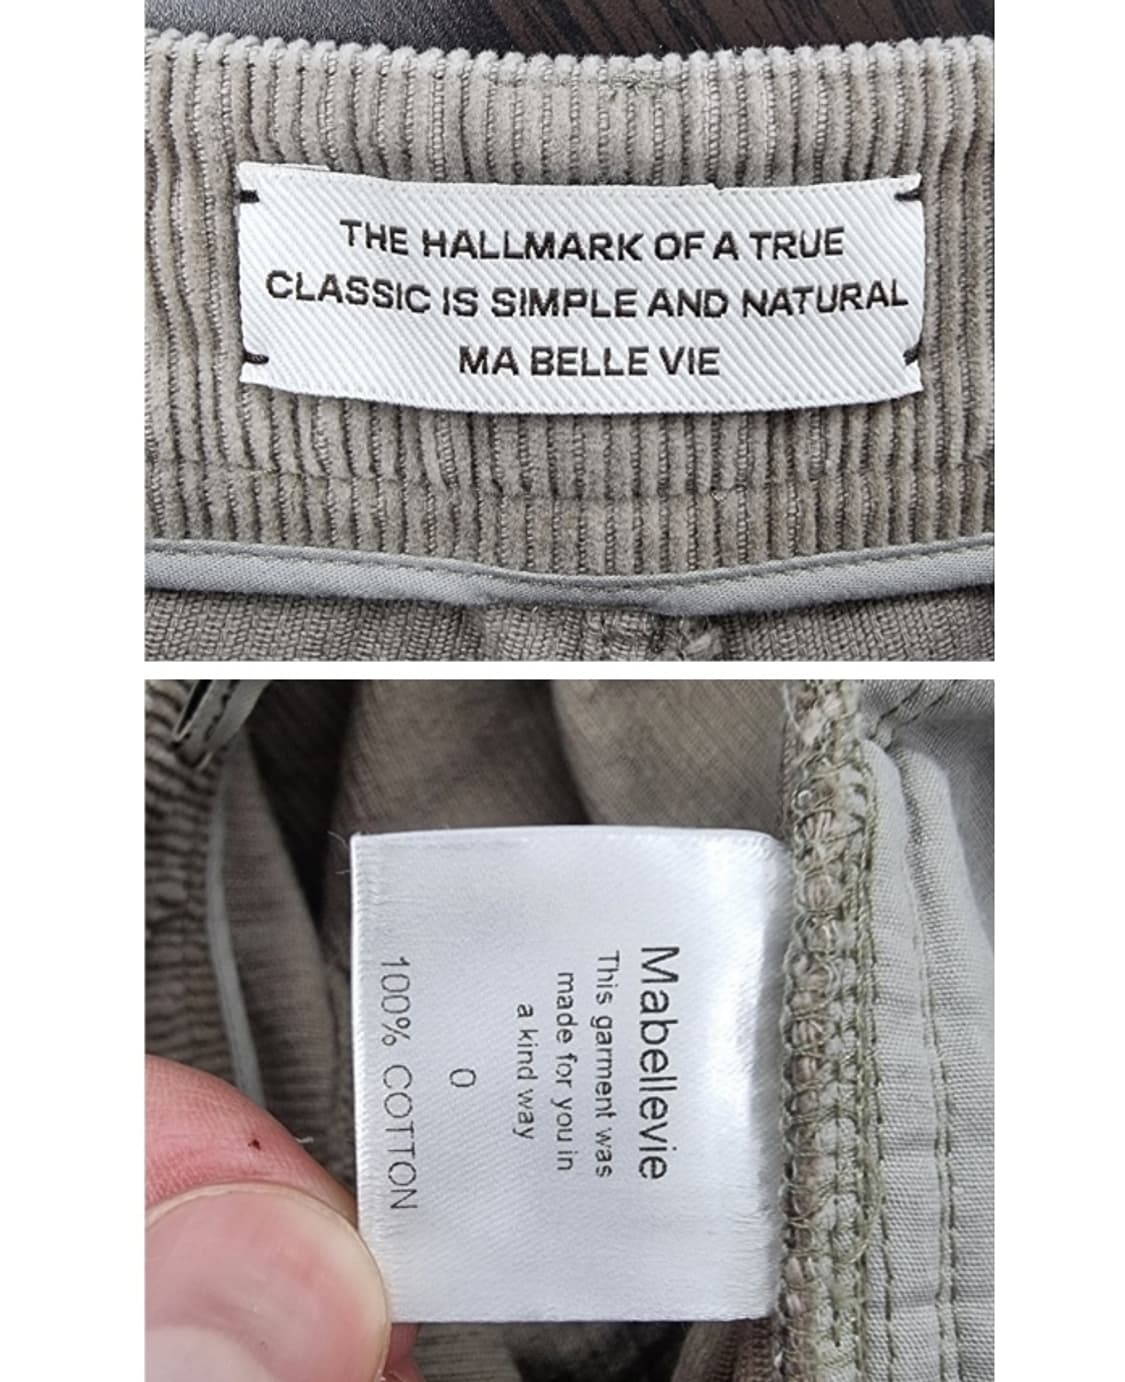 THE HALLMARK OF A TRUE
CLASSIC IS SIMPLE AND NATURAL
MA BELLE VIE
Mabellevie
This garment was
made for you in
a kind way
0
100% COTTON